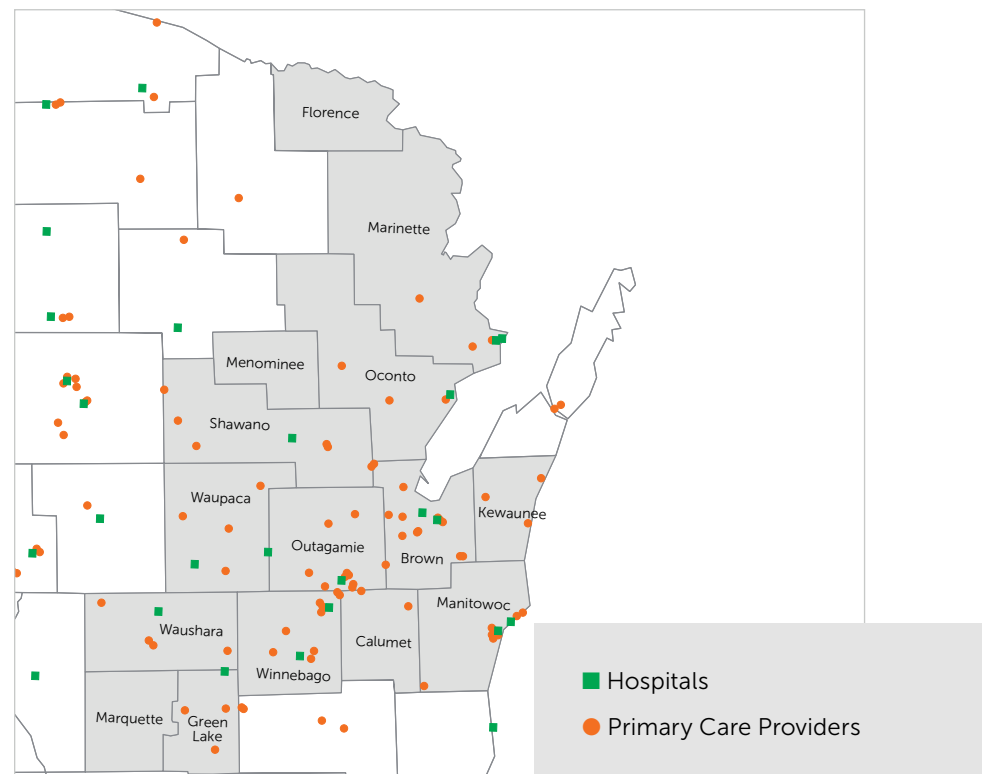 Florence
Marinette
Menominee
Oconto
Shawano
Waupaca
Kewaunee
Outagamie
Brown
Manitowoc
Waushara
Calumet
Winnebago
Marquette
Green
Lake
Hospitals
Primary Care Providers